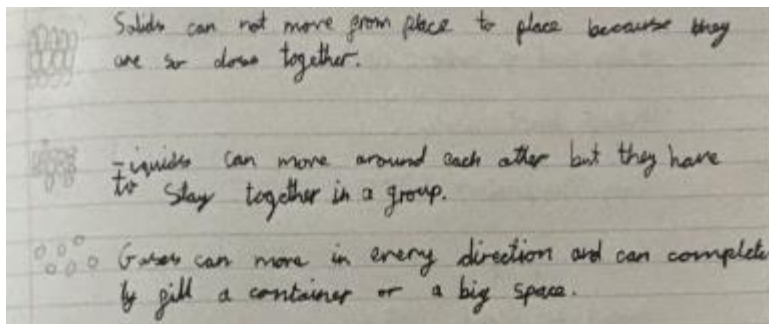 Solids can not move from place to place because they
are so close together.
Liquids can move around each other but they have
to stay together in a group.
Gases can move in every direction and can complete
ly fill a container or a big space.